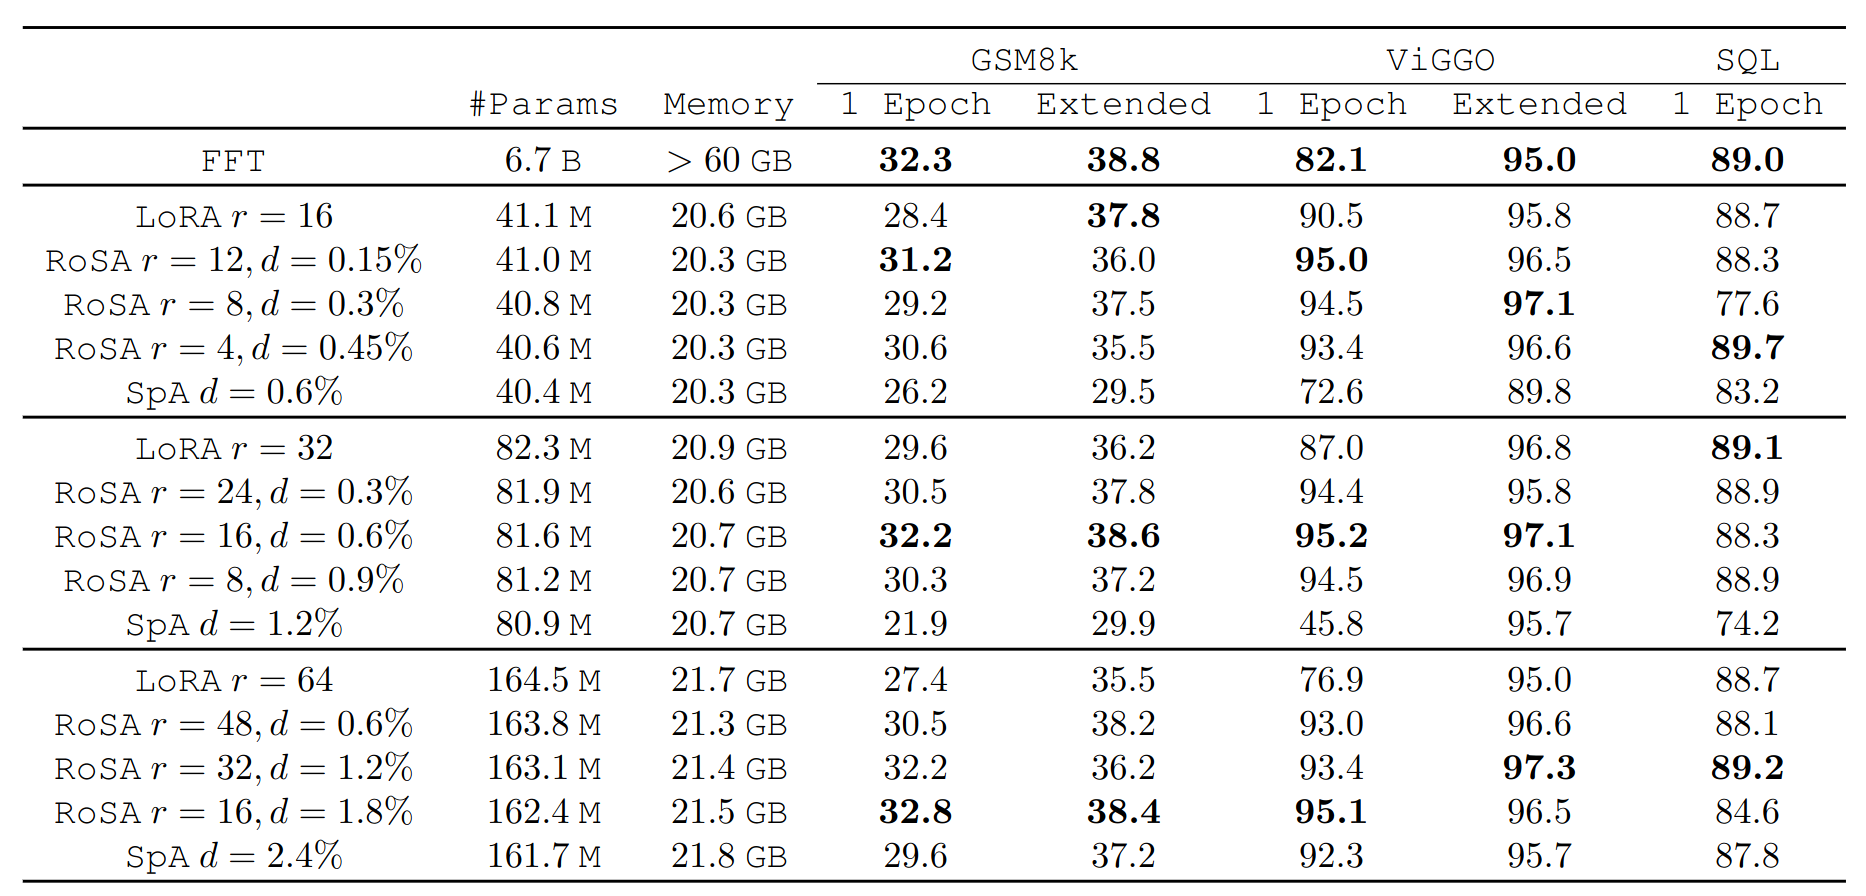 GSM8k ViGGO SQL
#Params Memory 1 Epoch Extended 1 Epoch Extended 1 Epoch
FFT 6.7 B > 60 GB 32.3 38.8 82.1 95.0 89.0
LoRA r = 16 41.1 M 20.6 GB 28.4 37.8 90.5 95.8 88.7
RoSA r = 12, d = 0.15% 41.0 M 20.3 GB 31.2 36.0 95.0 96.5 88.3
RoSA r = 8, d = 0.3% 40.8 M 20.3 GB 29.2 37.5 94.5 97.1 77.6
RoSA r = 4, d = 0.45% 40.6 M 20.3 GB 30.6 35.5 93.4 96.6 89.7
SpA d = 0.6% 40.4 M 20.3 GB 26.2 29.5 72.6 89.8 83.2
LoRA r = 32 82.3 M 20.9 GB 29.6 36.2 87.0 96.8 89.1
RoSA r = 24, d = 0.3% 81.9 M 20.6 GB 30.5 37.8 94.4 95.8 88.9
RoSA r = 16, d = 0.6% 81.6 M 20.7 GB 32.2 38.6 95.2 97.1 88.3
RoSA r = 8, d = 0.9% 81.2 M 20.7 GB 30.3 37.2 94.5 96.9 88.9
SpA d = 1.2% 80.9 M 20.7 GB 21.9 29.9 45.8 95.7 74.2
LoRA r = 64 164.5 M 21.7 GB 27.4 35.5 76.9 95.0 88.7
RoSA r = 48, d = 0.6% 163.8 M 21.3 GB 30.5 38.2 93.0 96.6 88.1
RoSA r = 32, d = 1.2% 163.1 M 21.4 GB 32.2 36.2 93.4 97.3 89.2
RoSA r = 16, d = 1.8% 162.4 M 21.5 GB 32.8 38.4 95.1 96.5 84.6
SpA d = 2.4% 161.7 M 21.8 GB 29.6 37.2 92.3 95.7 87.8